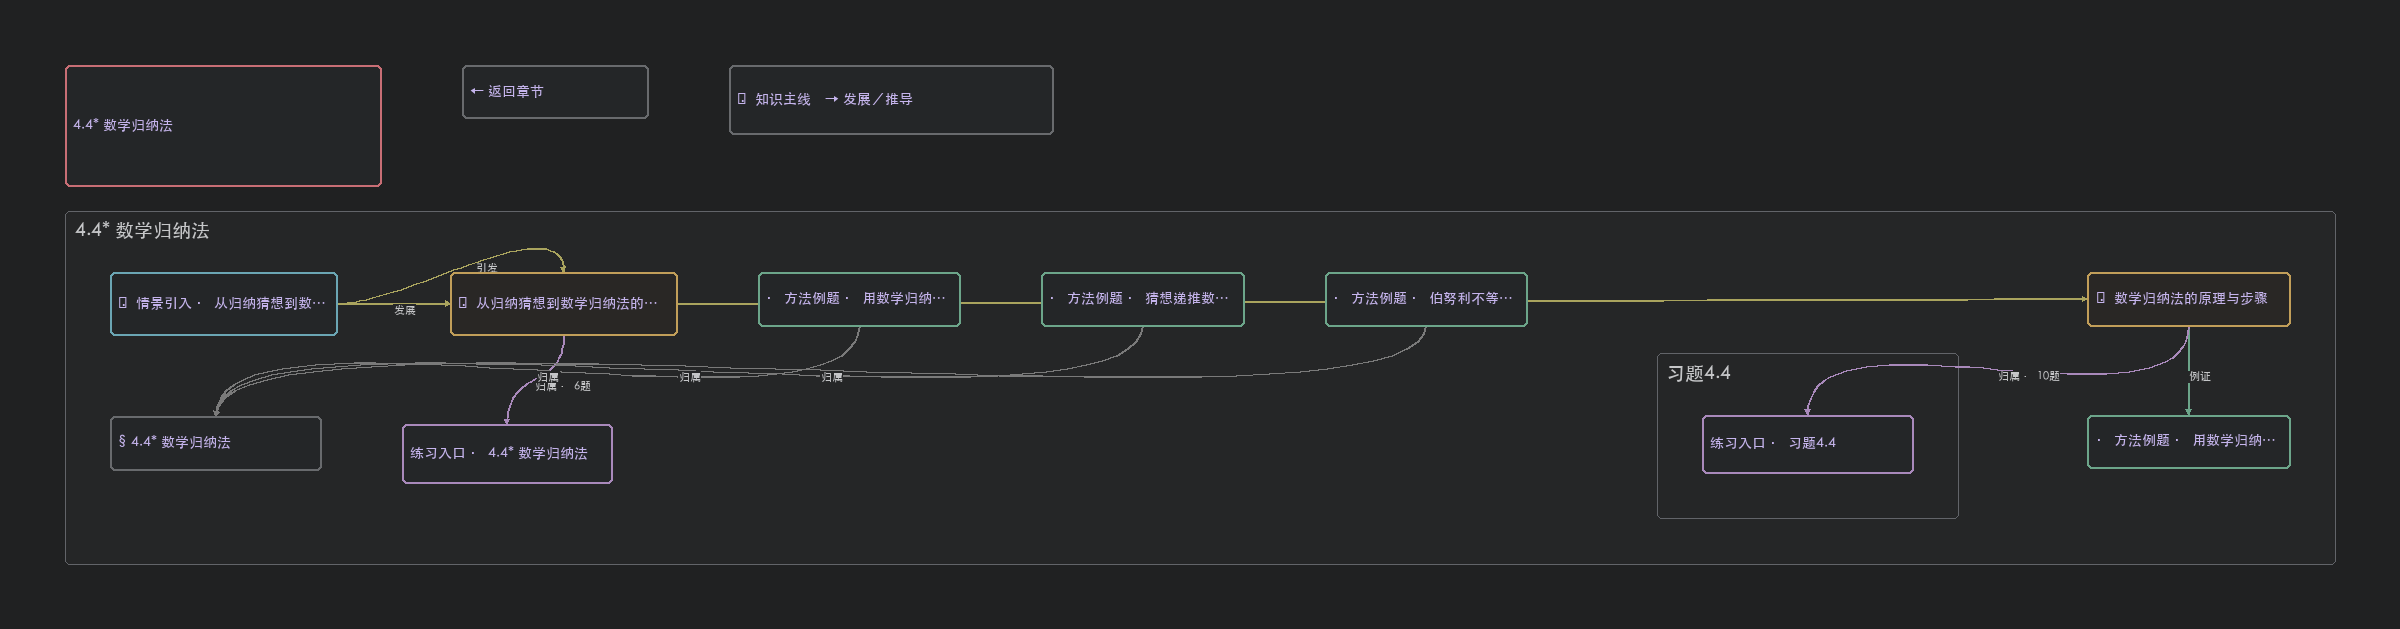 4.4* 数学归纳法
← 返回章节
知识主线 → 发展／推导
4.4* 数学归纳法
引发
情景引入 · 从归纳猜想到数…
发展
从归纳猜想到数学归纳法的…
· 方法例题 · 用数学归纳…
· 方法例题 · 猜想递推数…
· 方法例题 · 伯努利不等…
数学归纳法的原理与步骤
归属
归属 · 6题
归属
归属
习题4.4
归属 · 10题
例证
§ 4.4* 数学归纳法
练习入口 · 4.4* 数学归纳法
练习入口 · 习题4.4
· 方法例题 · 用数学归纳…